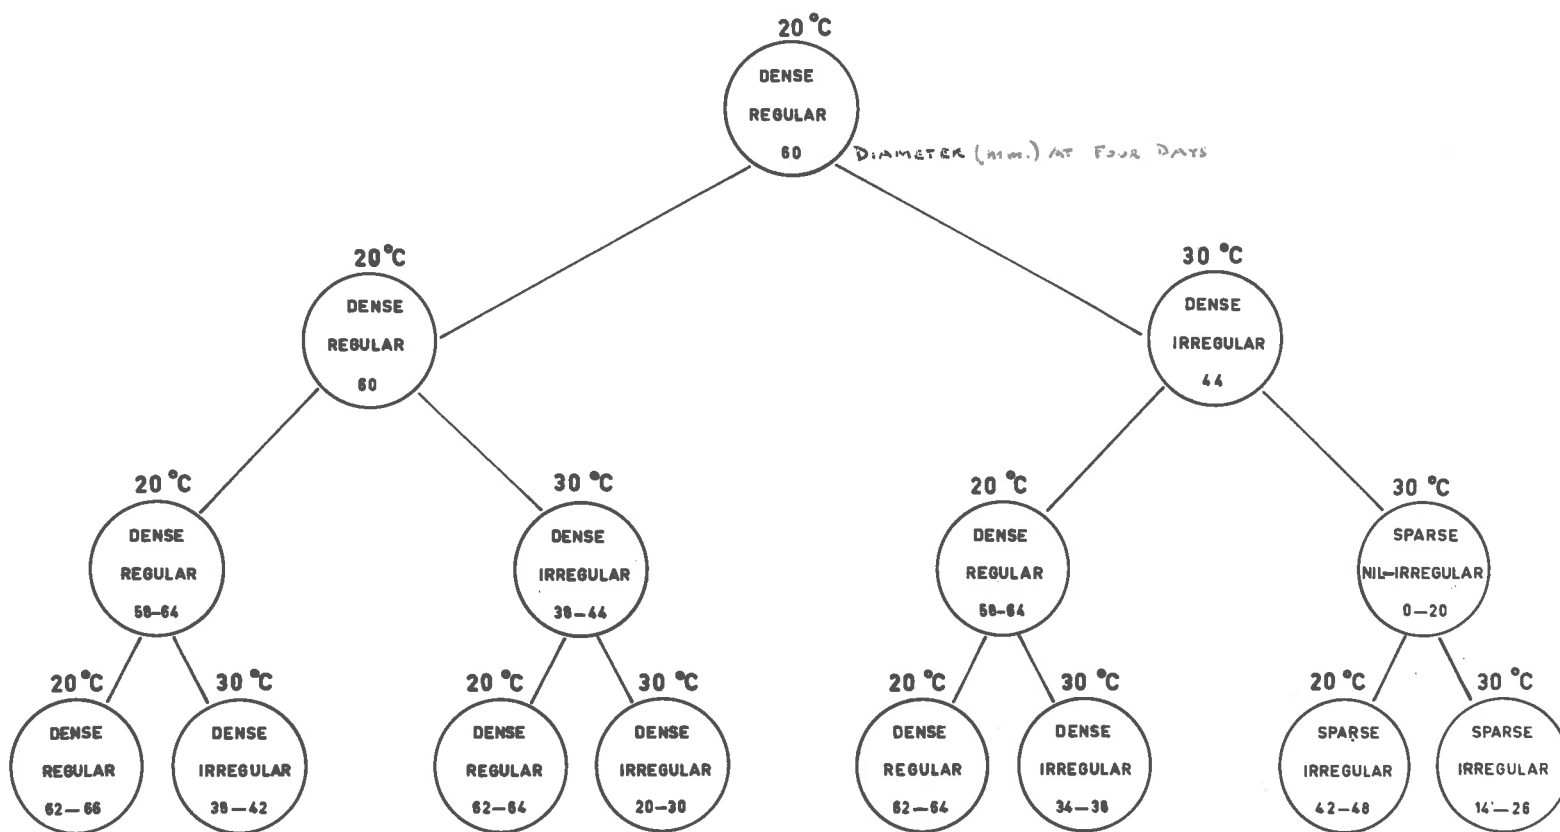 20 °C
DENSE
REGULAR
60
DIAMETER (mm.) AT FOUR DAYS
20 °C
DENSE
REGULAR
60
30 °C
DENSE
IRREGULAR
44
20 °C
DENSE
REGULAR
58—64
30 °C
DENSE
IRREGULAR
38—44
20 °C
DENSE
REGULAR
58-64
30 °C
SPARSE
NIL—IRREGULAR
0—20
20 °C
DENSE
REGULAR
62—66
30 °C
DENSE
IRREGULAR
38—42
20 °C
DENSE
REGULAR
62—64
30 °C
DENSE
IRREGULAR
20—30
20 °C
DENSE
REGULAR
62—64
30 °C
DENSE
IRREGULAR
34—38
20 °C
SPARSE
IRREGULAR
42—48
30 °C
SPARSE
IRREGULAR
14—26